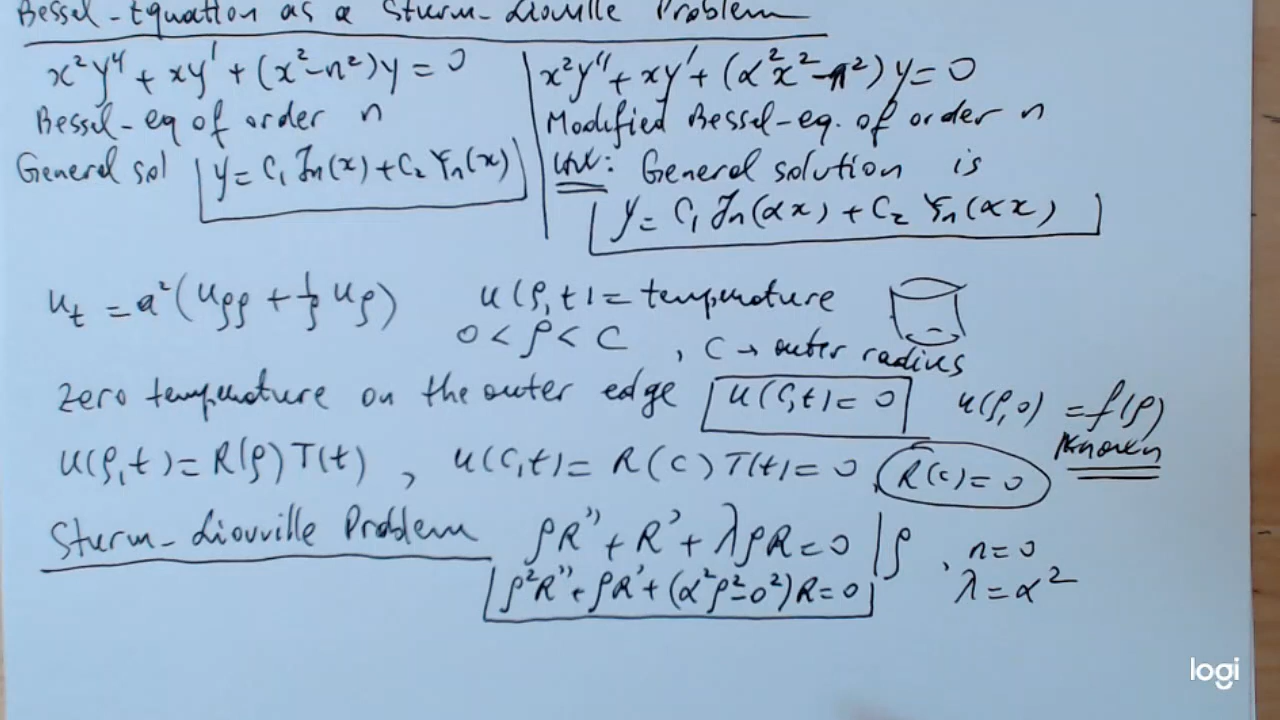 Bessel-Equation as a Sturm-Liouville Problem
x²y'' + xy' + (x²-n²)y = 0
Bessel-eq of order n
General sol y = C₁ Jn(x) + C₂ Yn(x)
x²y'' + xy' + (α²x²-n²)y = 0
Modified Bessel-eq. of order n
General solution is
y = C₁ Jn(αx) + C₂ Yn(αx)
u_t = a²(u_ρρ + 1/ρ u_ρ) u(ρ,t) = temperature
0 < ρ < C , C → outer radius
Zero temperature on the outer edge u(C,t) = 0 u(ρ,0) = f(ρ)
Known
u(ρ,t) = R(ρ)T(t) , u(C,t) = R(C)T(t) = 0 R(C) = 0
Sturm-Liouville Problem ρR'' + R' + λρR = 0 |ρ , n = 0
ρ²R'' + ρR' + (α²ρ²-0²)R = 0 λ = α²
logi